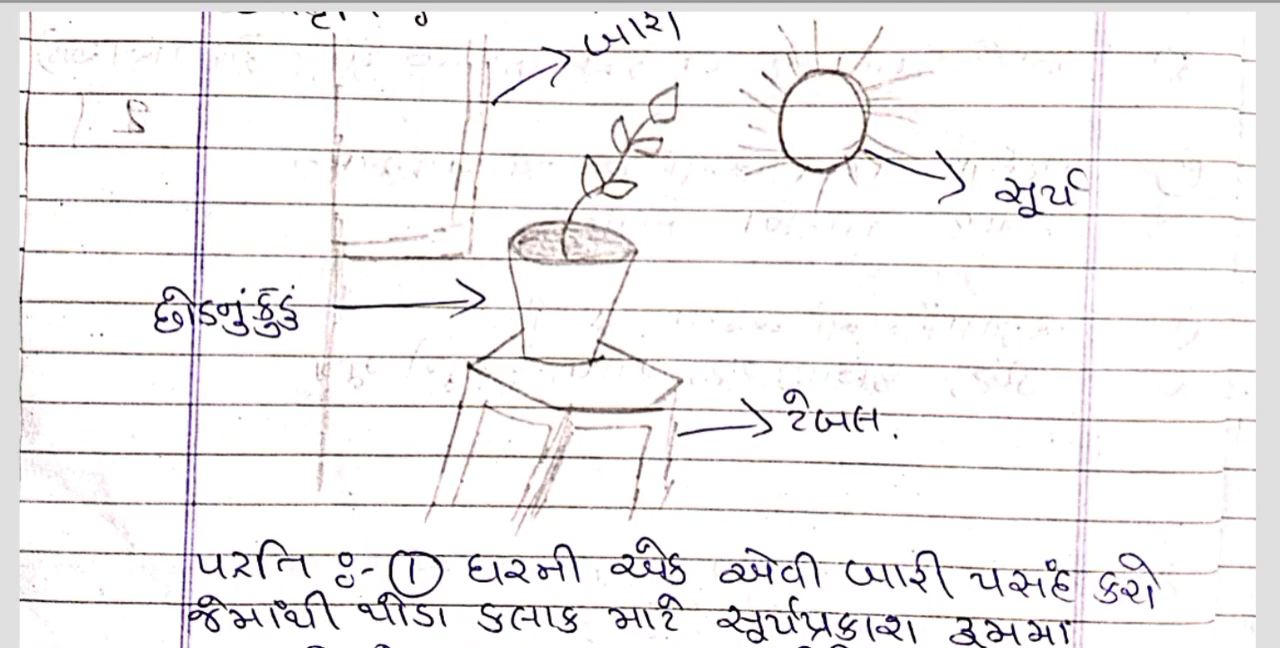 બારી
સૂર્ય
છોડનું કુંડું
ટેબલ.
પદ્ધતિ :- ① ઘરની એક એવી બારી પસંદ કરો
જેમાંથી થોડા કલાક માટે સૂર્યપ્રકાશ રૂમમાં